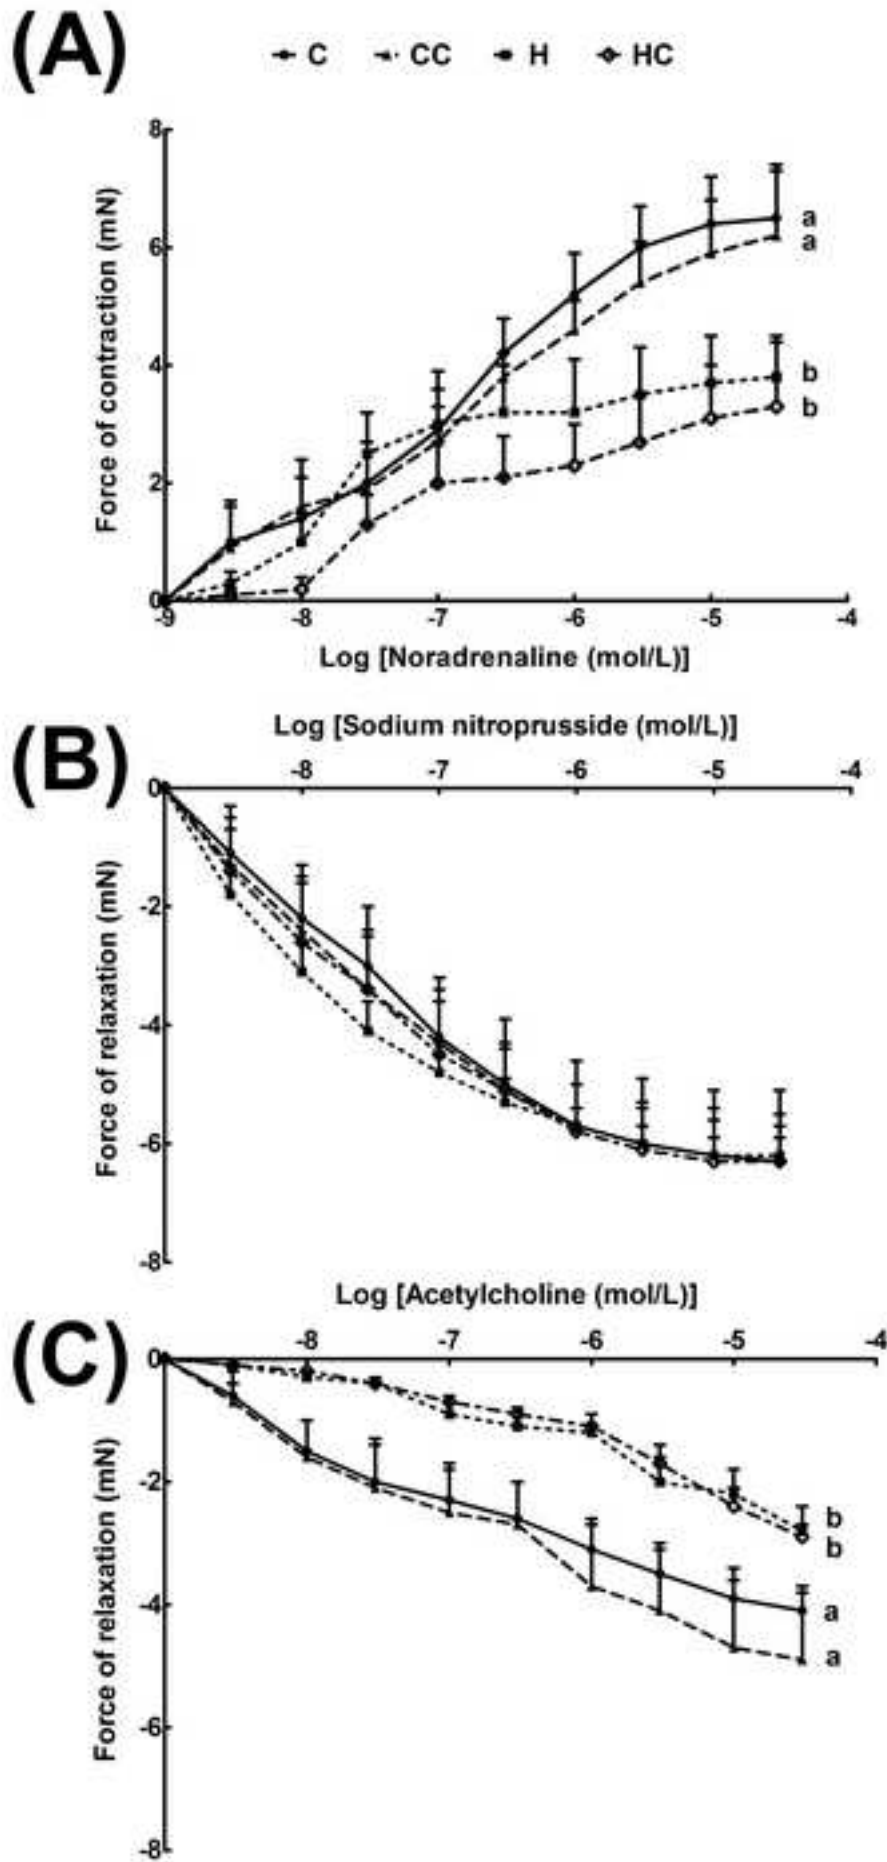 (A)
C CC H HC
8
6
4
2
0
Force of contraction (mN)
a
a
b
b
-9 -8 -7 -6 -5 -4
Log [Noradrenaline (mol/L)]
(B)
Log [Sodium nitroprusside (mol/L)]
-8 -7 -6 -5 -4
0
-2
-4
-6
-8
Force of relaxation (mN)
(C)
Log [Acetylcholine (mol/L)]
-8 -7 -6 -5 -4
0
-2
-4
-6
-8
Force of relaxation (mN)
b
b
a
a